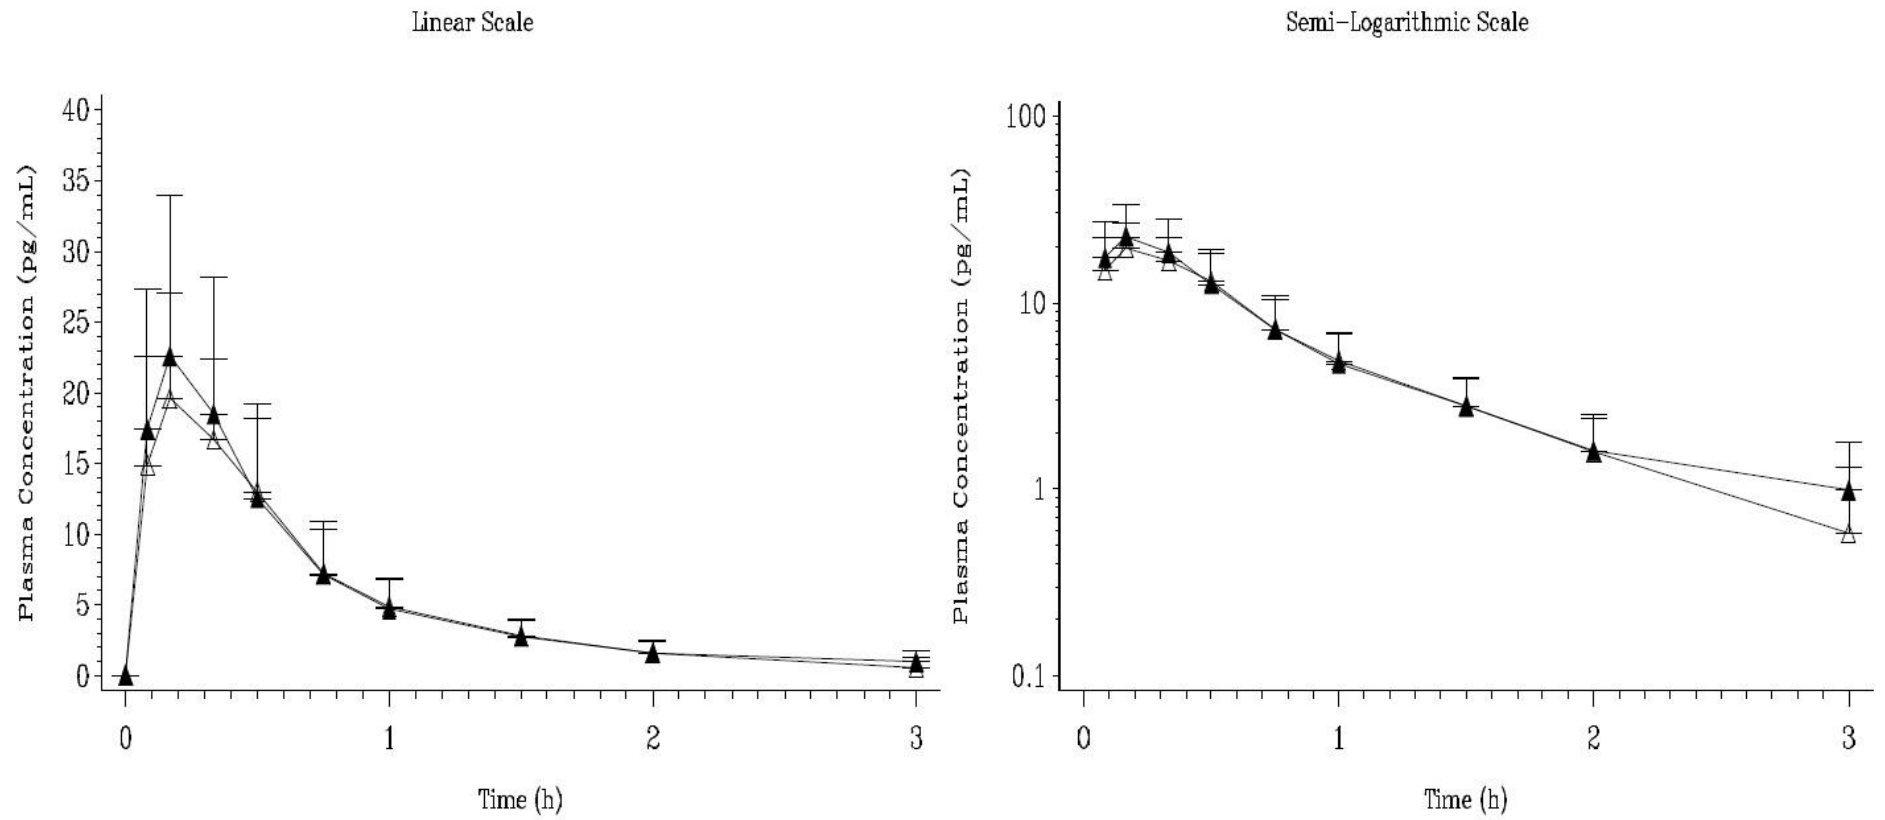 Linear Scale
Plasma Concentration (pg/mL)
40
35
30
25
20
15
10
5
0
0 1 2 3
Time (h)
Semi-Logarithmic Scale
Plasma Concentration (pg/mL)
100
10
1
0.1
0 1 2 3
Time (h)